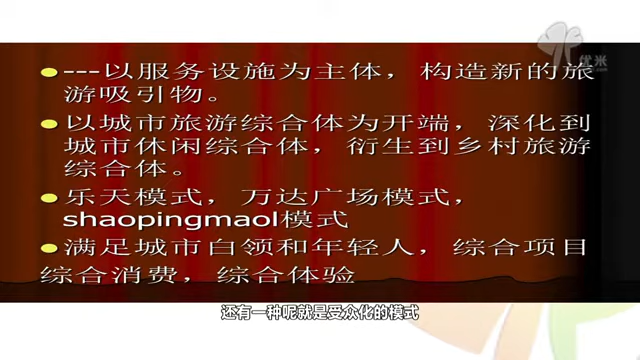 优米
---以服务设施为主体，构造新的旅
游吸引物。
以城市旅游综合体为开端，深化到
城市休闲综合体，衍生到乡村旅游
综合体。
乐天模式，万达广场模式，
shaopingmaol模式
满足城市白领和年轻人，综合项目
综合消费，综合体验
还有一种呢就是受众化的模式